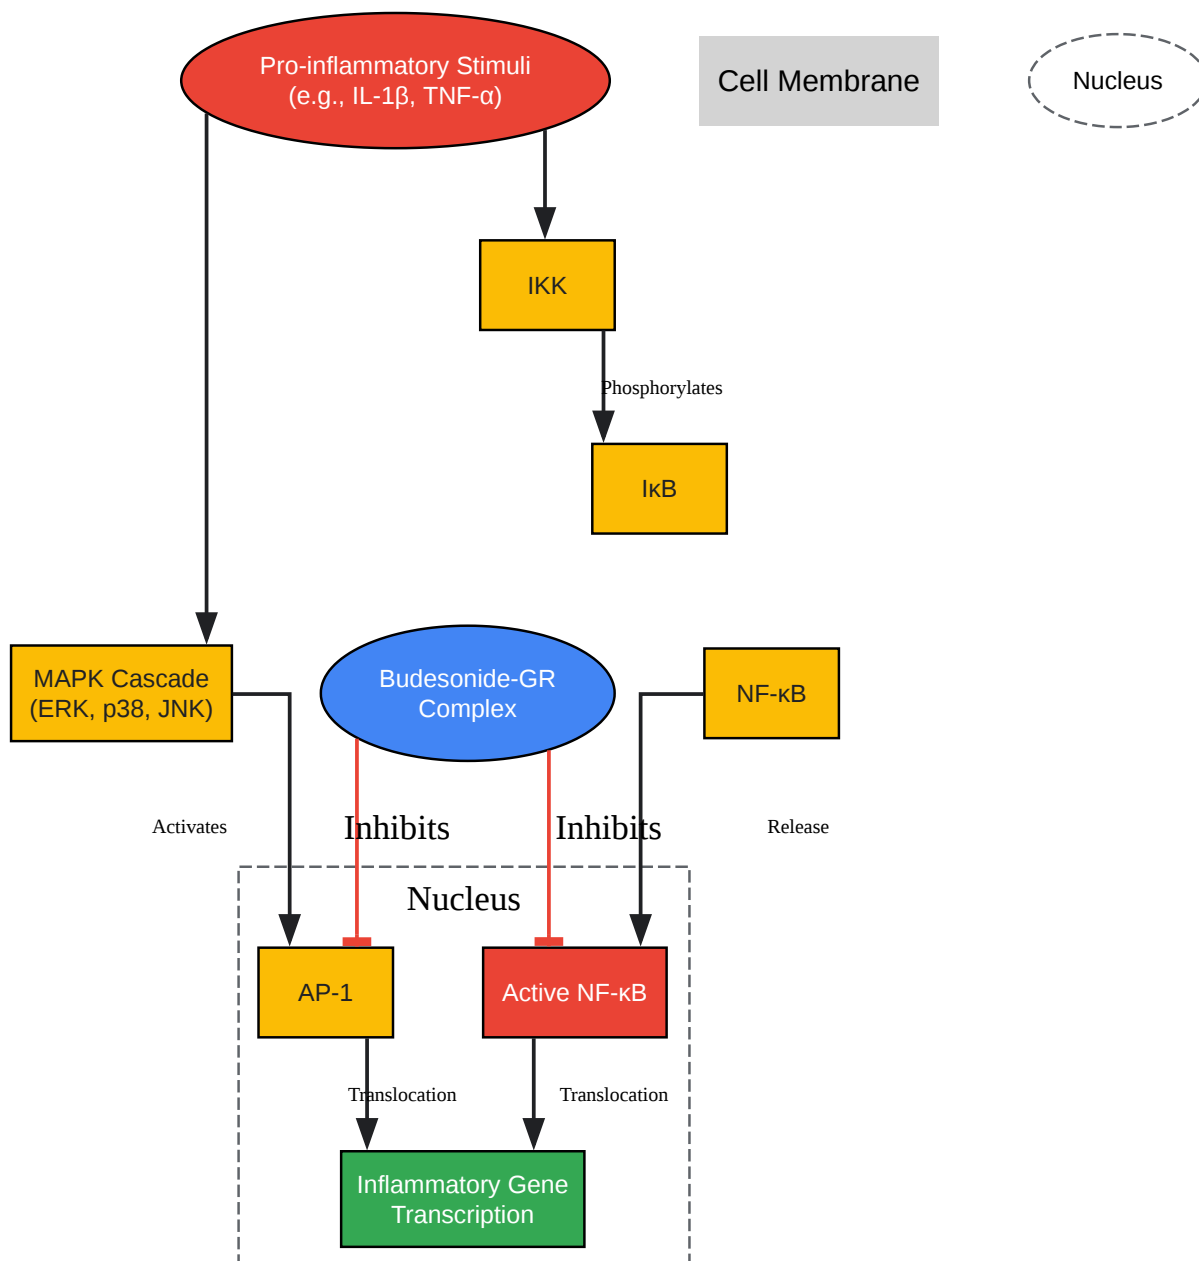 Pro-inflammatory Stimuli
(e.g., IL-1β, TNF-α)
Cell Membrane
Nucleus
IKK
Phosphorylates
IκB
MAPK Cascade
(ERK, p38, JNK)
Budesonide-GR
Complex
NF-κB
Activates
Inhibits
Inhibits
Release
Nucleus
AP-1
Active NF-κB
Translocation
Translocation
Inflammatory Gene
Transcription